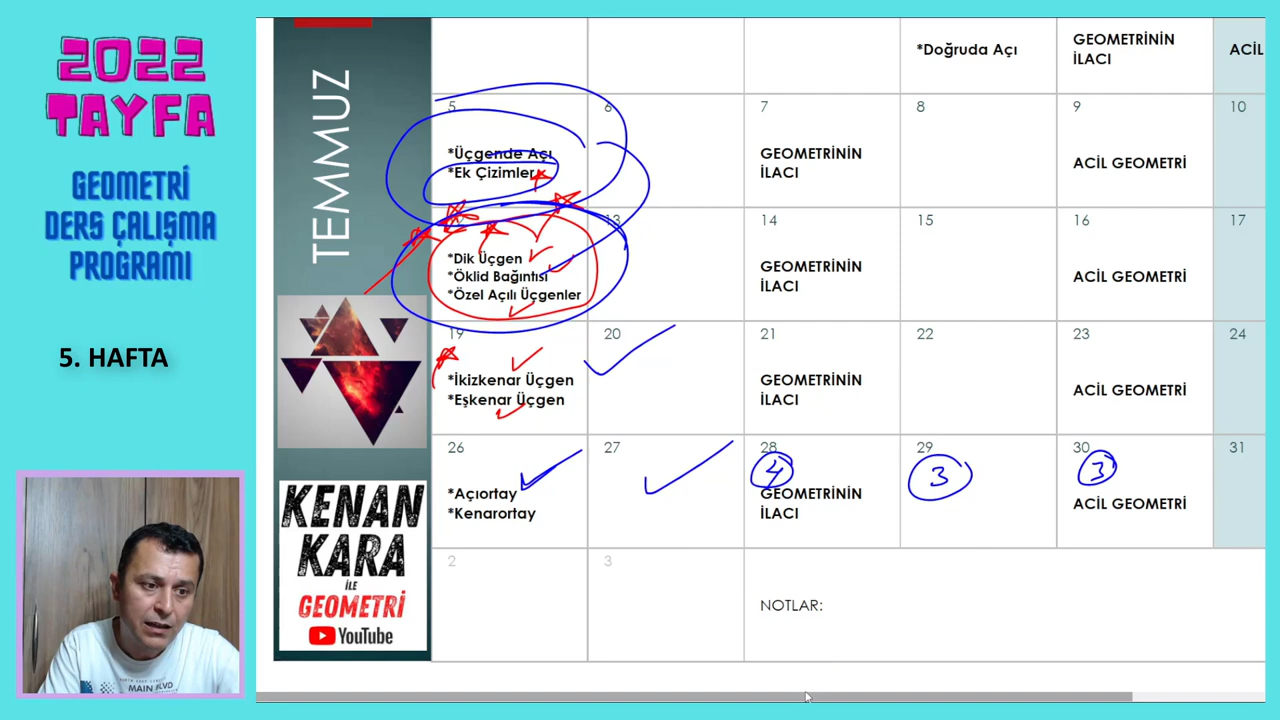 2022
TAYFA
GEOMETRİ
DERS ÇALIŞMA
PROGRAMI
5. HAFTA
TEMMUZ
KENAN
KARA
İLE
GEOMETRİ
YouTube
*Doğruda Açı
GEOMETRİNİN
İLACI
ACİL
5
*Üçgende Açı
*Ek Çizimler
6
7
GEOMETRİNİN
İLACI
8
9
ACİL GEOMETRİ
10
*Dik Üçgen
*Öklid Bağıntısı
*Özel Açılı Üçgenler
13
14
GEOMETRİNİN
İLACI
15
16
ACİL GEOMETRİ
17
19
*İkizkenar Üçgen
*Eşkenar Üçgen
20
21
GEOMETRİNİN
İLACI
22
23
ACİL GEOMETRİ
24
26
*Açıortay
*Kenarortay
27
28
4
GEOMETRİNİN
İLACI
29
3
30
3
ACİL GEOMETRİ
31
2
3
NOTLAR:
MAIN BLVD